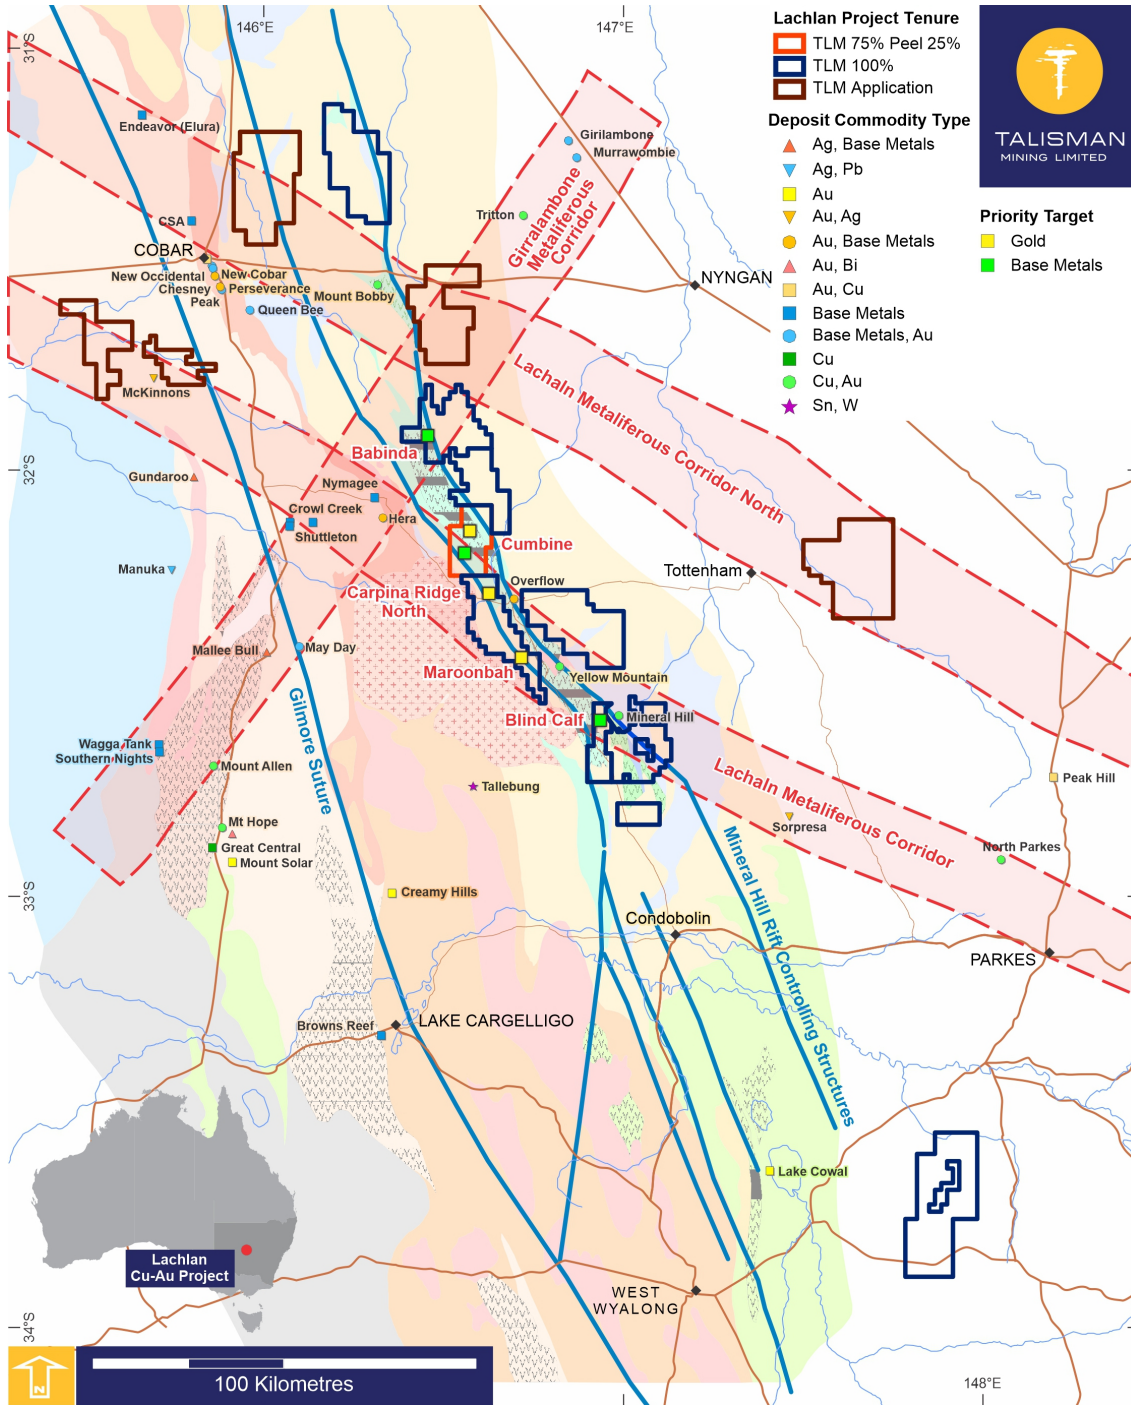 146°E
147°E
31°S
Lachlan Project Tenure
TLM 75% Peel 25%
TLM 100%
TLM Application
Deposit Commodity Type
Ag, Base Metals
Ag, Pb
Au
Au, Ag
Au, Base Metals
Au, Bi
Au, Cu
Base Metals
Base Metals, Au
Cu
Cu, Au
Sn, W
TALISMAN
MINING LIMITED
Priority Target
Gold
Base Metals
Endeavor (Elura)
Girilambone
Murrawombie
Tritton
Girralambone
Metaliferous
Corridor
CSA
COBAR
New Occidental
New Cobar
Chesney
Perseverance
Peak
Queen Bee
Mount Bobby
NYNGAN
McKinnons
Lachaln Metaliferous Corridor North
32°S
Babinda
Gundaroo
Nymagee
Crowl Creek
Hera
Shuttleton
Cumbine
Manuka
Carpina Ridge
North
Overflow
Tottenham
Mallee Bull
May Day
Maroonbah
Yellow Mountain
Gilmore Suture
Blind Calf
Mineral Hill
Wagga Tank
Southern Nights
Mount Allen
Tallebung
Lachaln Metaliferous Corridor
Peak Hill
Mt Hope
Great Central
Mount Solar
Sorpresa
North Parkes
Mineral Hill Rift Controlling Structures
33°S
Creamy Hills
Condobolin
PARKES
Browns Reef
LAKE CARGELLIGO
Lake Cowal
Lachlan
Cu-Au Project
WEST
WYALONG
34°S
N
100 Kilometres
148°E